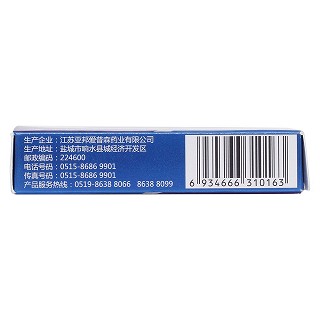 生产企业：江苏亚邦爱普森药业有限公司
生产地址：盐城市响水县城经济开发区
邮政编码：224600
电话号码：0515-8686 9901
传真号码：0515-8686 9901
产品服务热线：0519-8638 8066 8638 8099
6 934666 310163